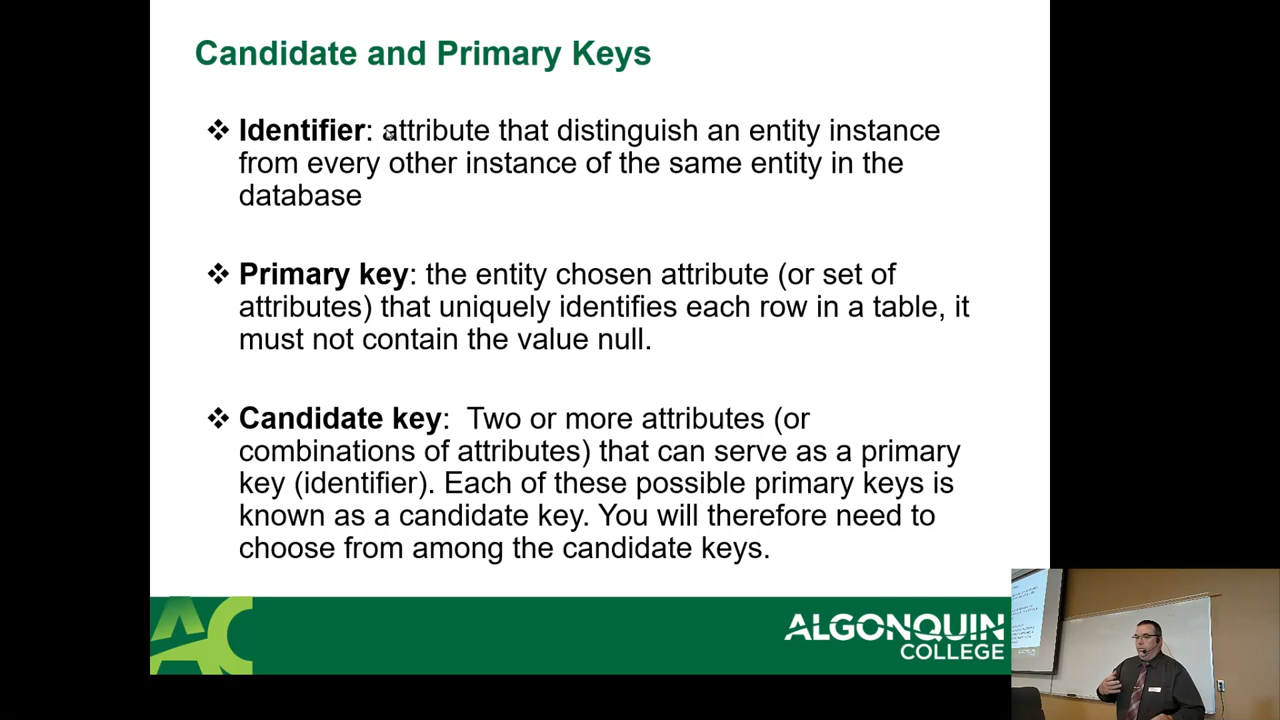 Candidate and Primary Keys
❖ Identifier: attribute that distinguish an entity instance
from every other instance of the same entity in the
database
❖ Primary key: the entity chosen attribute (or set of
attributes) that uniquely identifies each row in a table, it
must not contain the value null.
❖ Candidate key:  Two or more attributes (or
combinations of attributes) that can serve as a primary
key (identifier). Each of these possible primary keys is
known as a candidate key. You will therefore need to
choose from among the candidate keys.
AC
ALGONQUIN
COLLEGE